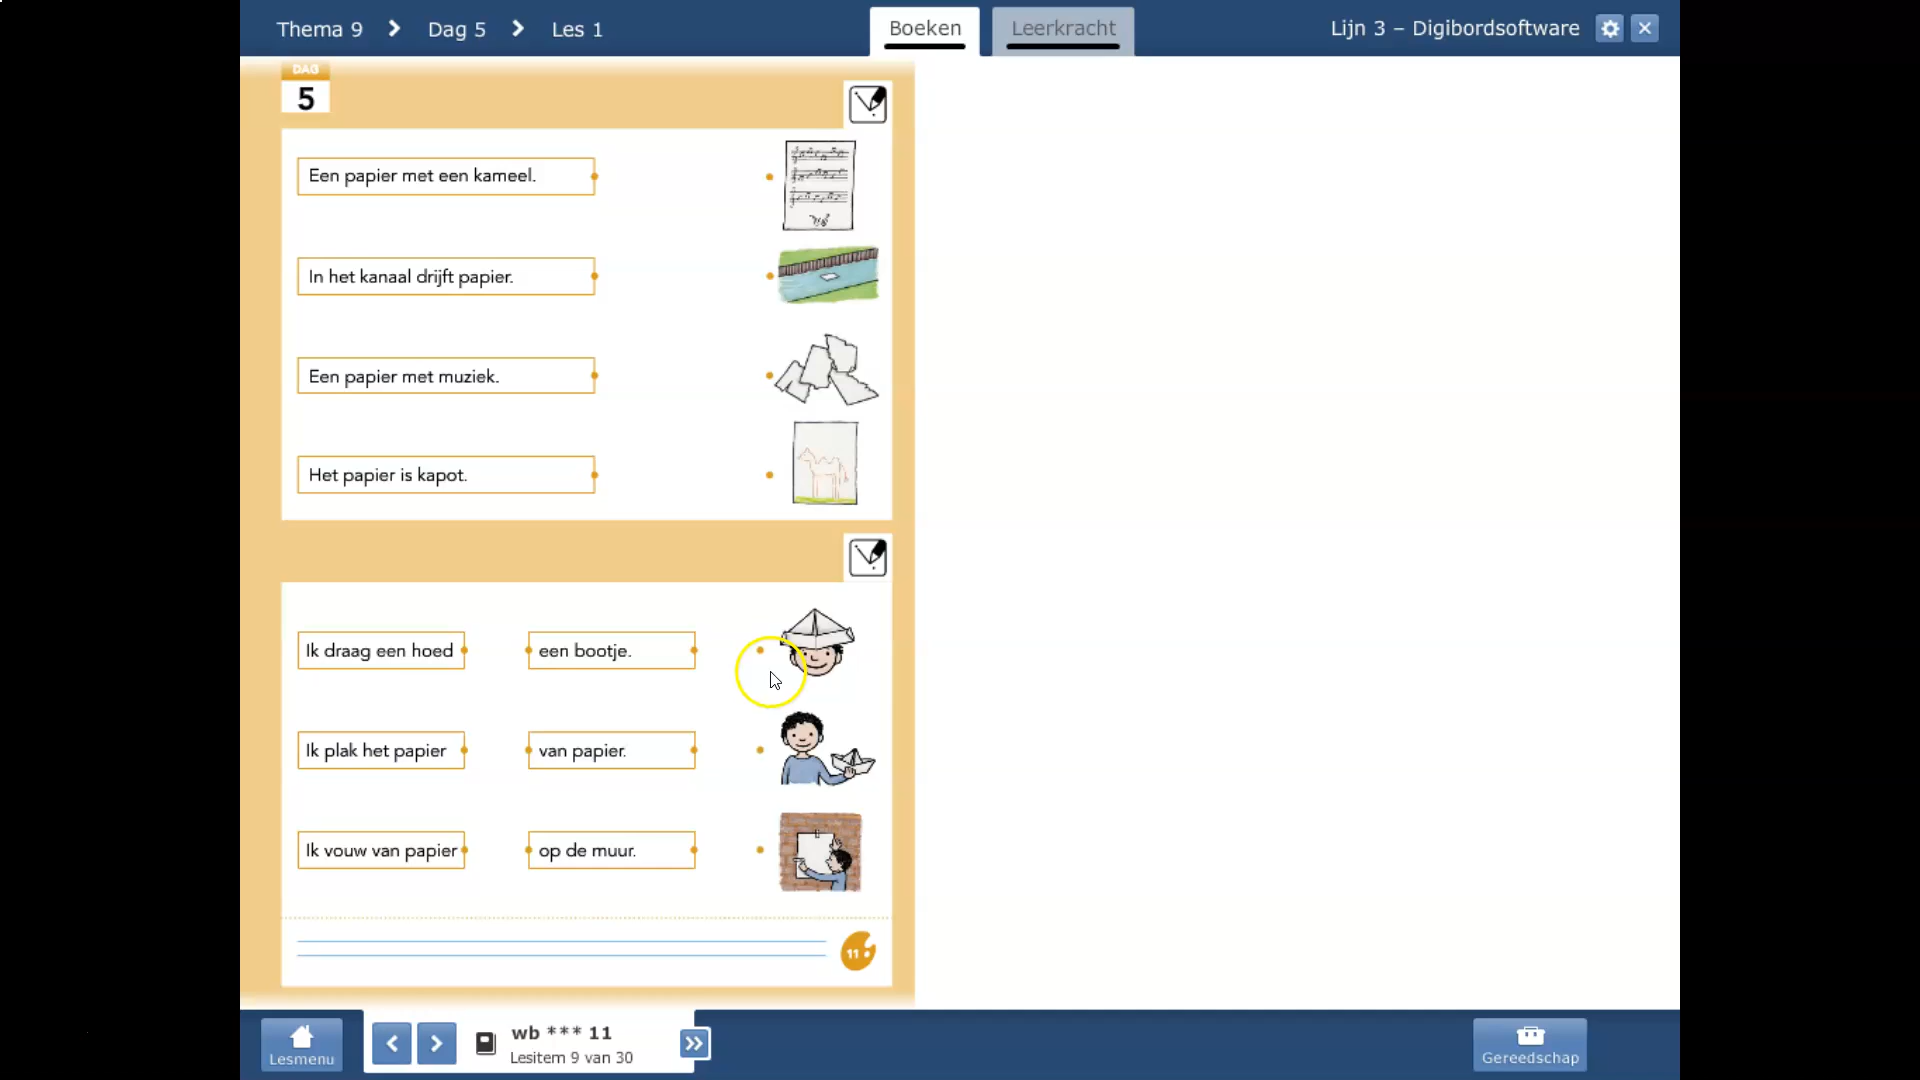 Thema 9 > Dag 5 > Les 1
Boeken
Leerkracht
Lijn 3 – Digibordsoftware
DAG
5
Een papier met een kameel.
In het kanaal drijft papier.
Een papier met muziek.
Het papier is kapot.
Ik draag een hoed
een bootje.
Ik plak het papier
van papier.
Ik vouw van papier
op de muur.
11
Lesmenu
wb *** 11
Lesitem 9 van 30
Gereedschap